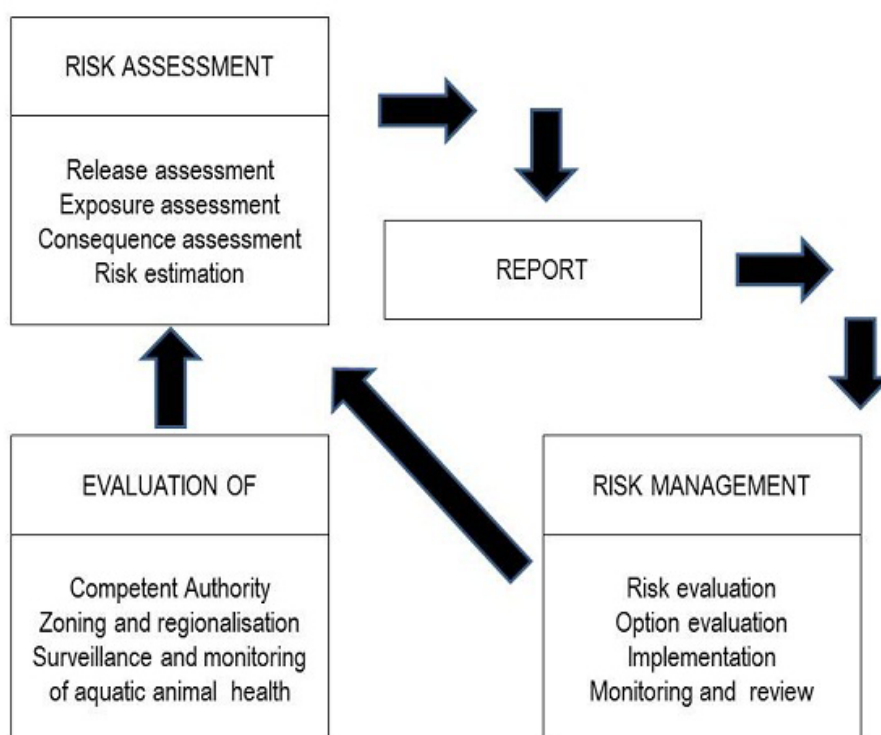 RISK ASSESSMENT
Release assessment
Exposure assessment
Consequence assessment
Risk estimation
REPORT
EVALUATION OF
Competent Authority
Zoning and regionalisation
Surveillance and monitoring
of aquatic animal health
RISK MANAGEMENT
Risk evaluation
Option evaluation
Implementation
Monitoring and review